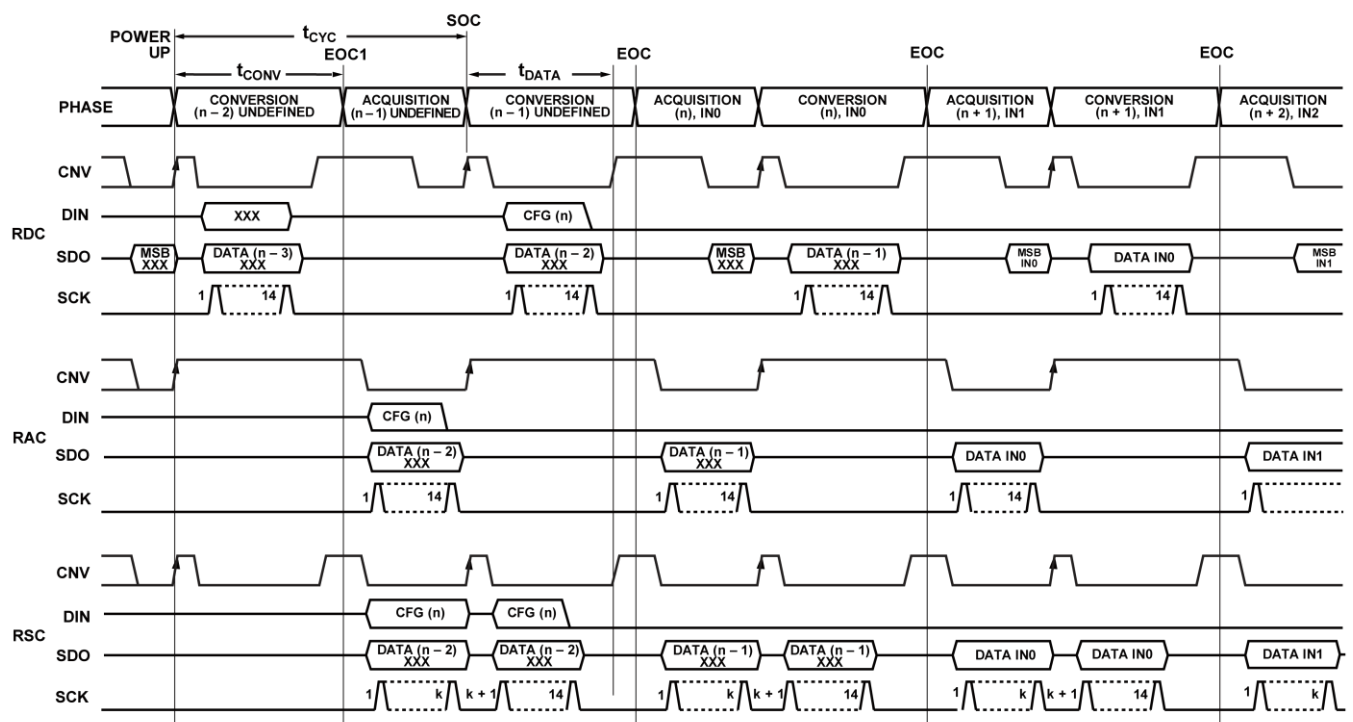 POWER UP
tCYC
SOC
tCONV
EOC1
tDATA
EOC
EOC
EOC
PHASE
CONVERSION (n – 2) UNDEFINED
ACQUISITION (n – 1) UNDEFINED
CONVERSION (n – 1) UNDEFINED
ACQUISITION (n), IN0
CONVERSION (n), IN0
ACQUISITION (n + 1), IN1
CONVERSION (n + 1), IN1
ACQUISITION (n + 2), IN2
RDC
CNV
DIN
XXX
CFG (n)
SDO
MSB XXX
DATA (n – 3) XXX
DATA (n – 2) XXX
MSB XXX
DATA (n – 1) XXX
MSB IN0
DATA IN0
MSB IN1
SCK
1 14
1 14
1 14
1 14
RAC
CNV
DIN
CFG (n)
SDO
DATA (n – 2) XXX
DATA (n – 1) XXX
DATA IN0
DATA IN1
SCK
1 14
1 14
1 14
1
RSC
CNV
DIN
CFG (n)
CFG (n)
SDO
DATA (n – 2) XXX
DATA (n – 2) XXX
DATA (n – 1) XXX
DATA (n – 1) XXX
DATA IN0
DATA IN0
DATA IN1
SCK
1 k k + 1 14
1 k k + 1 14
1 k k + 1 14
1 k